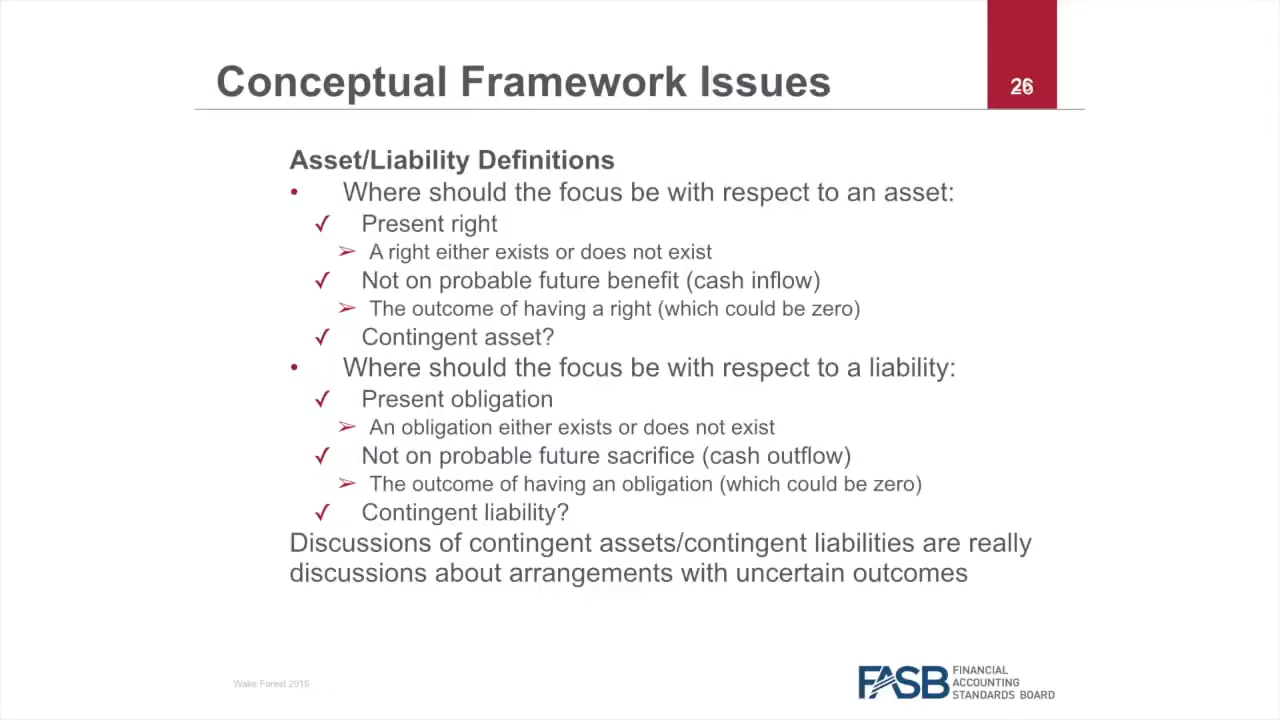 Conceptual Framework Issues
26
Asset/Liability Definitions
• Where should the focus be with respect to an asset:
✓ Present right
➢ A right either exists or does not exist
✓ Not on probable future benefit (cash inflow)
➢ The outcome of having a right (which could be zero)
✓ Contingent asset?
• Where should the focus be with respect to a liability:
✓ Present obligation
➢ An obligation either exists or does not exist
✓ Not on probable future sacrifice (cash outflow)
➢ The outcome of having an obligation (which could be zero)
✓ Contingent liability?
Discussions of contingent assets/contingent liabilities are really
discussions about arrangements with uncertain outcomes
Wake Forest 2015
FASB
FINANCIAL
ACCOUNTING
STANDARDS BOARD